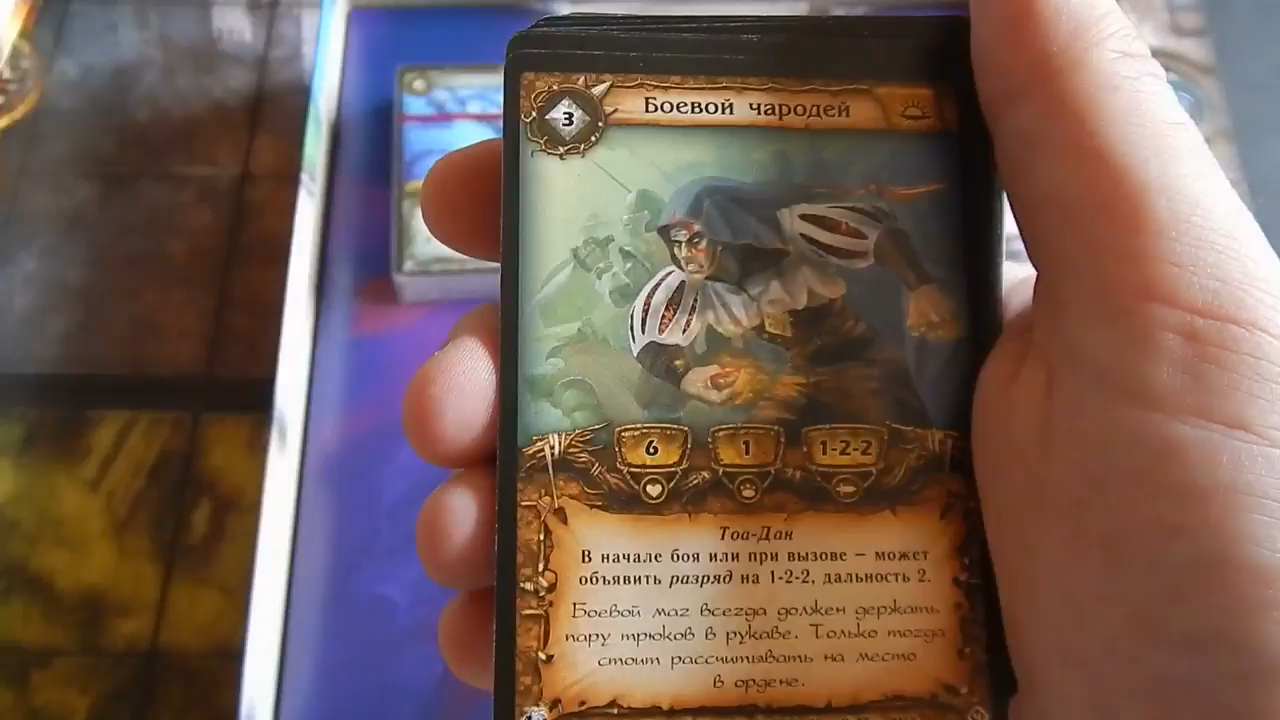 3
Боевой чародей
6
1
1-2-2
Тоа-Дан
В начале боя или при вызове – может
объявить разряд на 1-2-2, дальность 2.
Боевой маг всегда должен держать
пару трюков в рукаве. Только тогда
стоит рассчитывать на место
в ордене.